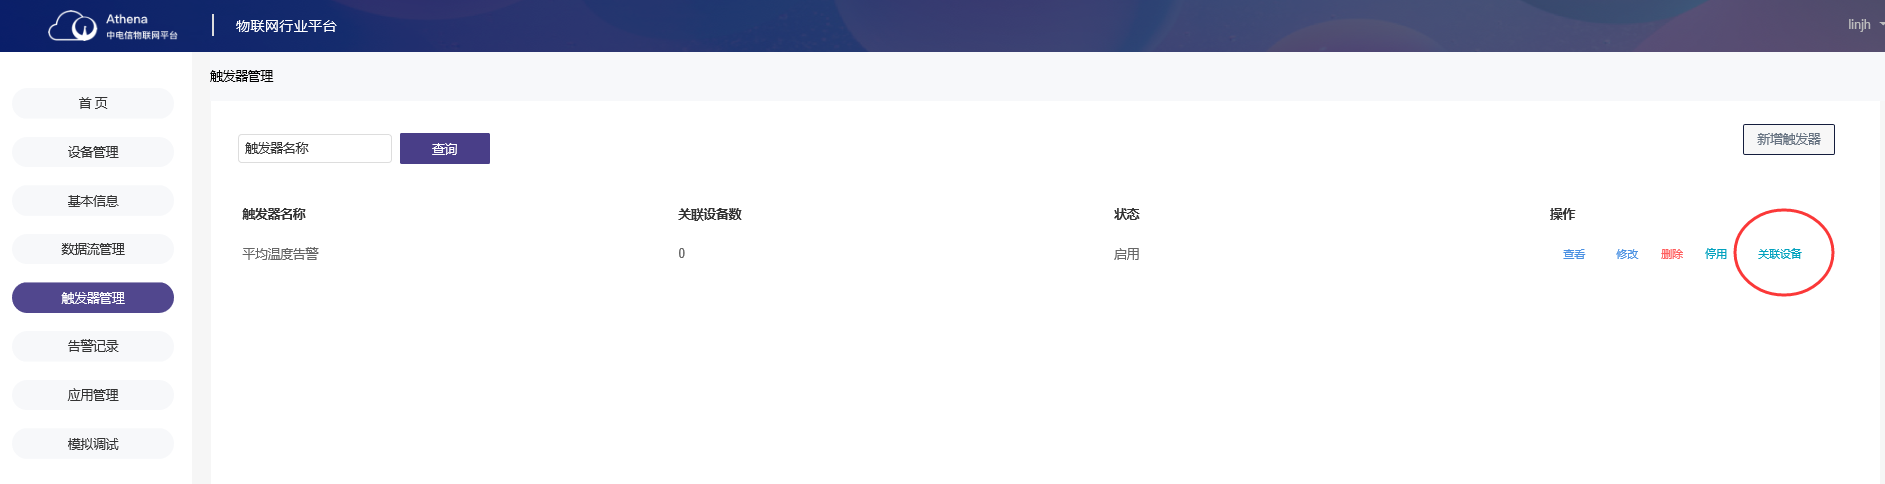 Athena
中电信物联网平台
物联网行业平台
linjh
触发器管理
首 页
设备管理
基本信息
数据流管理
触发器管理
告警记录
应用管理
模拟调试
触发器名称
查询
新增触发器
触发器名称 关联设备数 状态 操作
平均温度告警 0 启用 查看 修改 删除 停用 关联设备